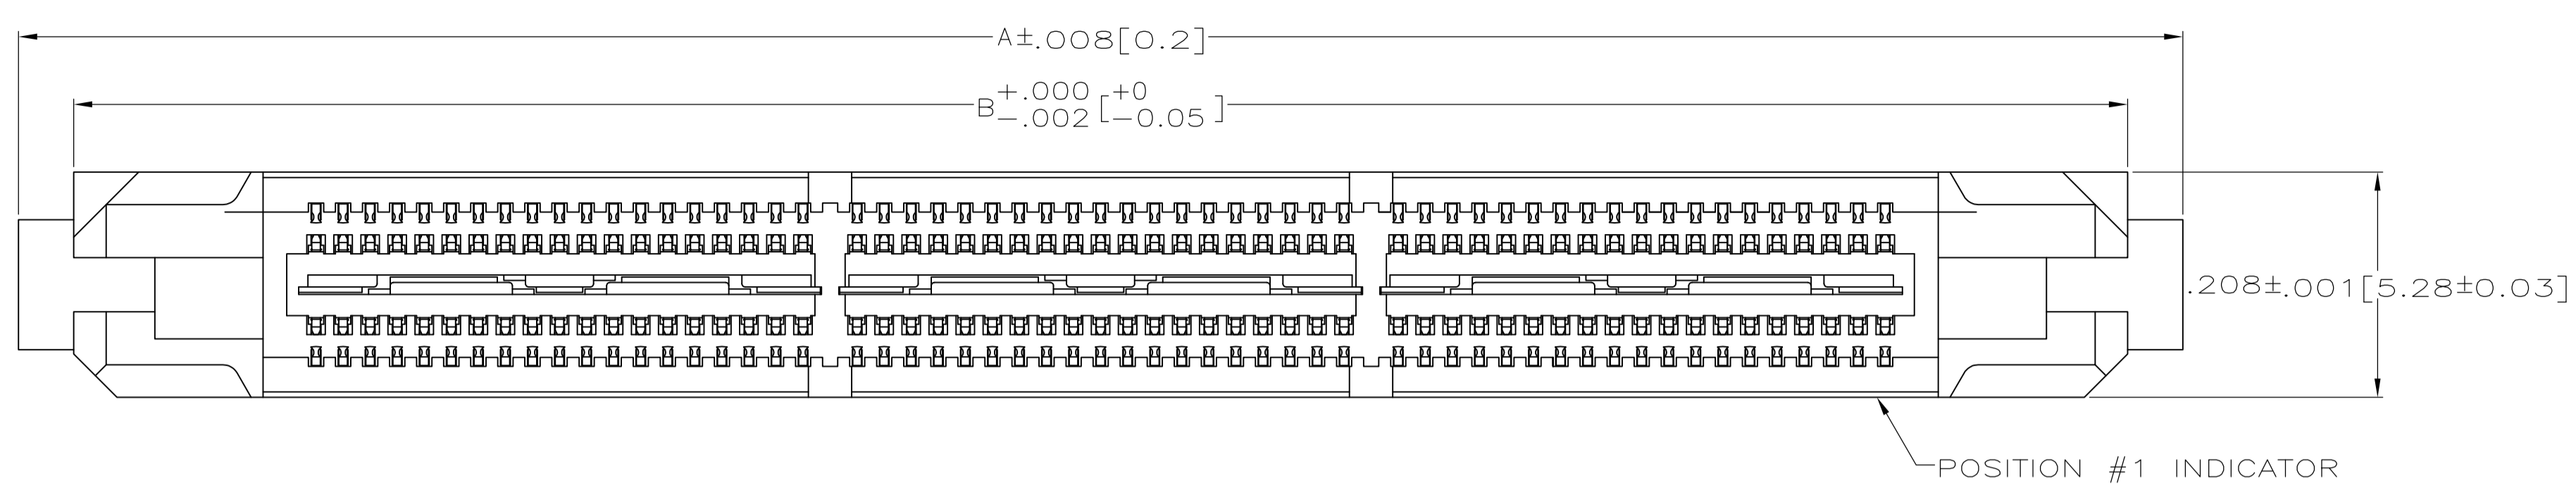 A±.008[0.2]
B+.000[+0
-.002[-0.05]
.208±.001[5.28±0.03]
POSITION #1 INDICATOR